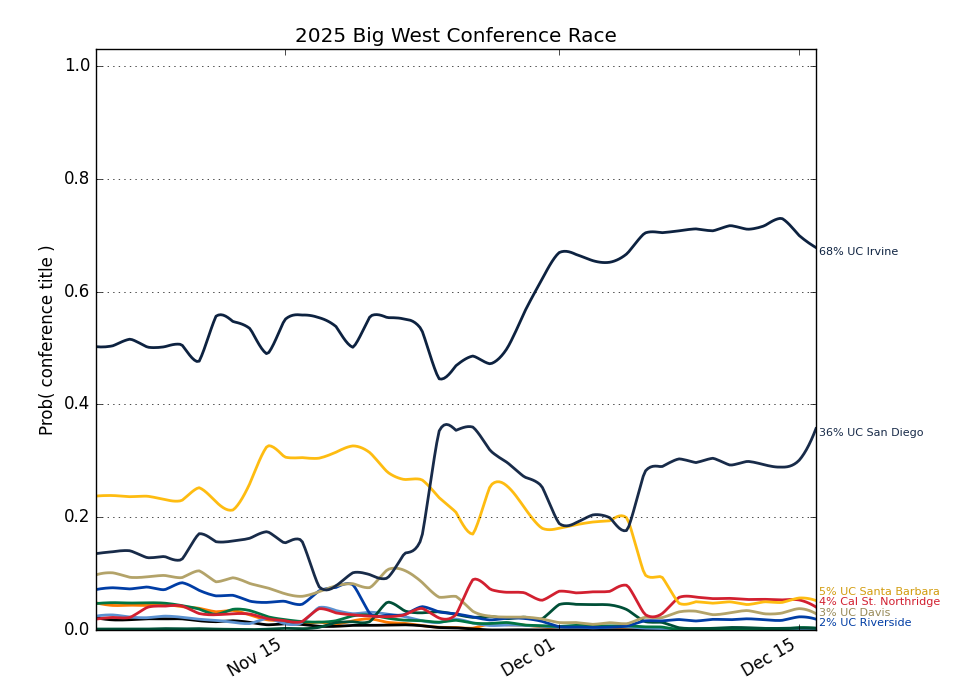 2025 Big West Conference Race
Prob( conference title )
1.0
0.8
0.6
0.4
0.2
0.0
68% UC Irvine
36% UC San Diego
5% UC Santa Barbara
4% Cal St. Northridge
3% UC Davis
2% UC Riverside
Nov 15
Dec 01
Dec 15